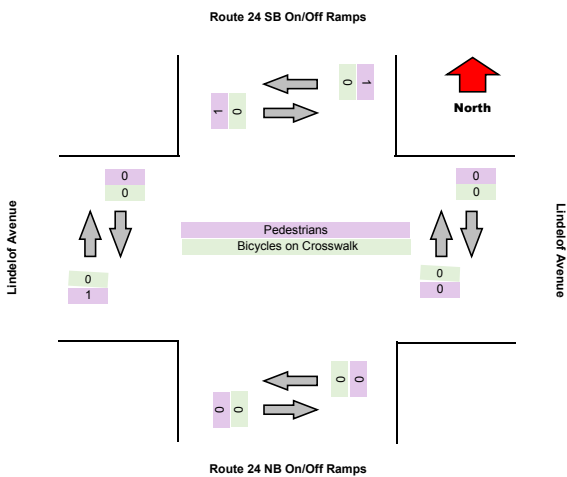 Route 24 SB On/Off Ramps
0 1
1 0
North
0
0
0
0
Lindelof Avenue
Pedestrians
Bicycles on Crosswalk
Lindelof Avenue
0
1
0
0
0 0
0 0
Route 24 NB On/Off Ramps